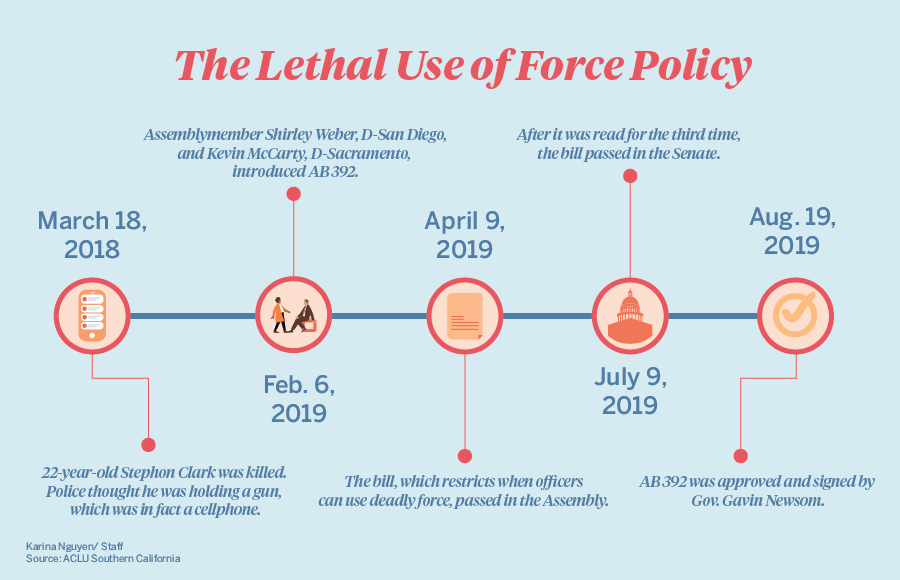 The Lethal Use of Force Policy
Assemblymember Shirley Weber, D-San Diego,
and Kevin McCarty, D-Sacramento,
introduced AB 392.
After it was read for the third time,
the bill passed in the Senate.
March 18,
2018
April 9,
2019
Aug. 19,
2019
Feb. 6,
2019
July 9,
2019
22-year-old Stephon Clark was killed.
Police thought he was holding a gun,
which was in fact a cellphone.
The bill, which restricts when officers
can use deadly force, passed in the Assembly.
AB 392 was approved and signed by
Gov. Gavin Newsom.
Karina Nguyen/ Staff
Source: ACLU Southern California